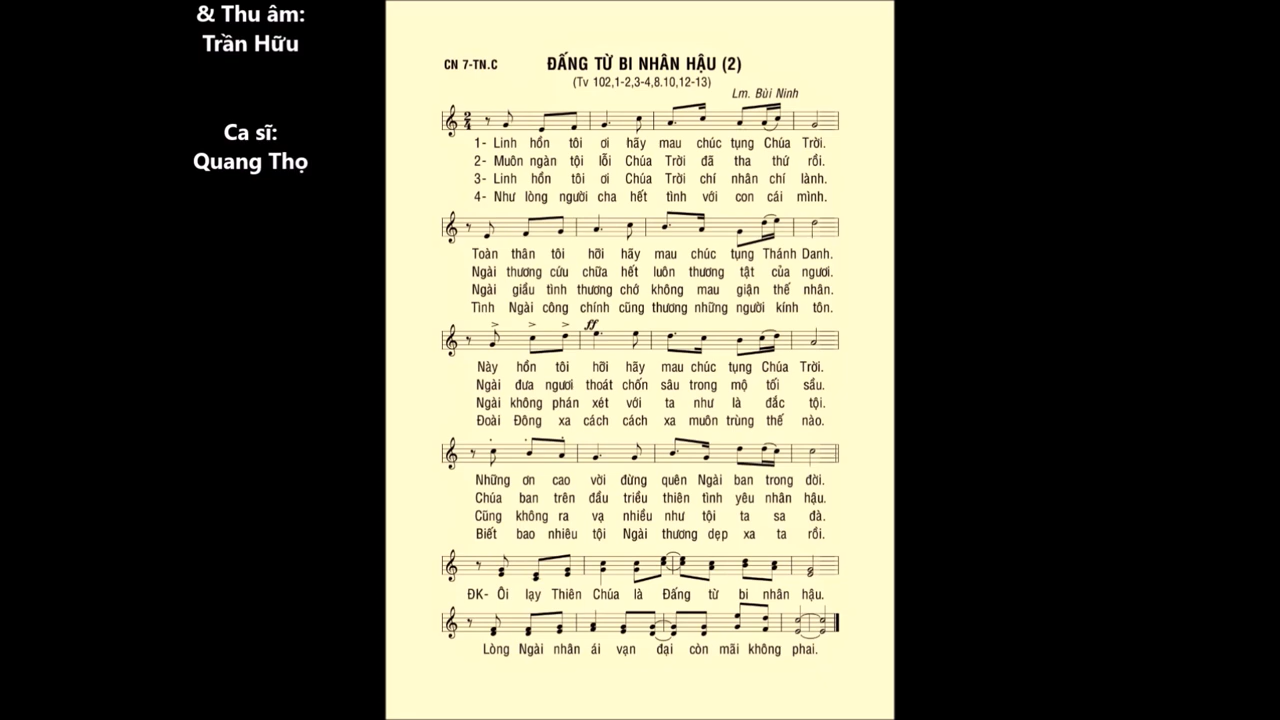 & Thu âm:
Trần Hữu
Ca sĩ:
Quang Thọ
CN 7-TN.C
ĐẤNG TỪ BI NHÂN HẬU (2)
(Tv 102,1-2,3-4,8.10,12-13)
Lm. Bùi Ninh
1- Linh hồn tôi ơi hãy mau chúc tụng Chúa Trời.
2- Muôn ngàn tội lỗi Chúa Trời đã tha thứ rồi.
3- Linh hồn tôi ơi Chúa Trời chí nhân chí lành.
4- Như lòng người cha hết tình với con cái mình.
Toàn thân tôi hỡi hãy mau chúc tụng Thánh Danh.
Ngài thương cứu chữa hết luôn thương tật của ngươi.
Ngài giầu tình thương chớ không mau giận thế nhân.
Tình Ngài công chính cũng thương những người kính tôn.
ff
Này hồn tôi hỡi hãy mau chúc tụng Chúa Trời.
Ngài đưa ngươi thoát chốn sâu trong mộ tối sầu.
Ngài không phán xét với ta như là đắc tội.
Đoài Đông xa cách cách xa muôn trùng thế nào.
Những ơn cao vời đừng quên Ngài ban trong đời.
Chúa ban trên đầu triều thiên tình yêu nhân hậu.
Cũng không ra vạ nhiều như tội ta sa đà.
Biết bao nhiêu tội Ngài thương dẹp xa ta rồi.
ĐK- Ôi lạy Thiên Chúa là Đấng từ bi nhân hậu.
Lòng Ngài nhân ái vạn đại còn mãi không phai.